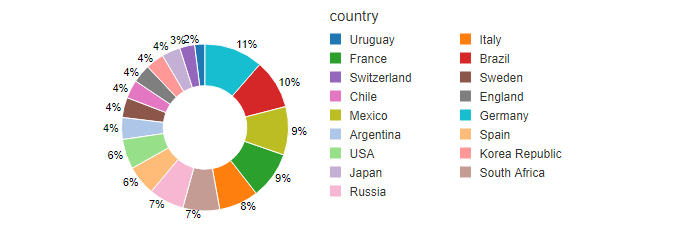 country
Uruguay Italy
France Brazil
Switzerland Sweden
Chile England
Mexico Germany
Argentina Spain
USA Korea Republic
Japan South Africa
Russia
11%
10%
9%
9%
8%
7%
7%
6%
6%
4%
4%
4%
4%
4%
4%
3%
2%